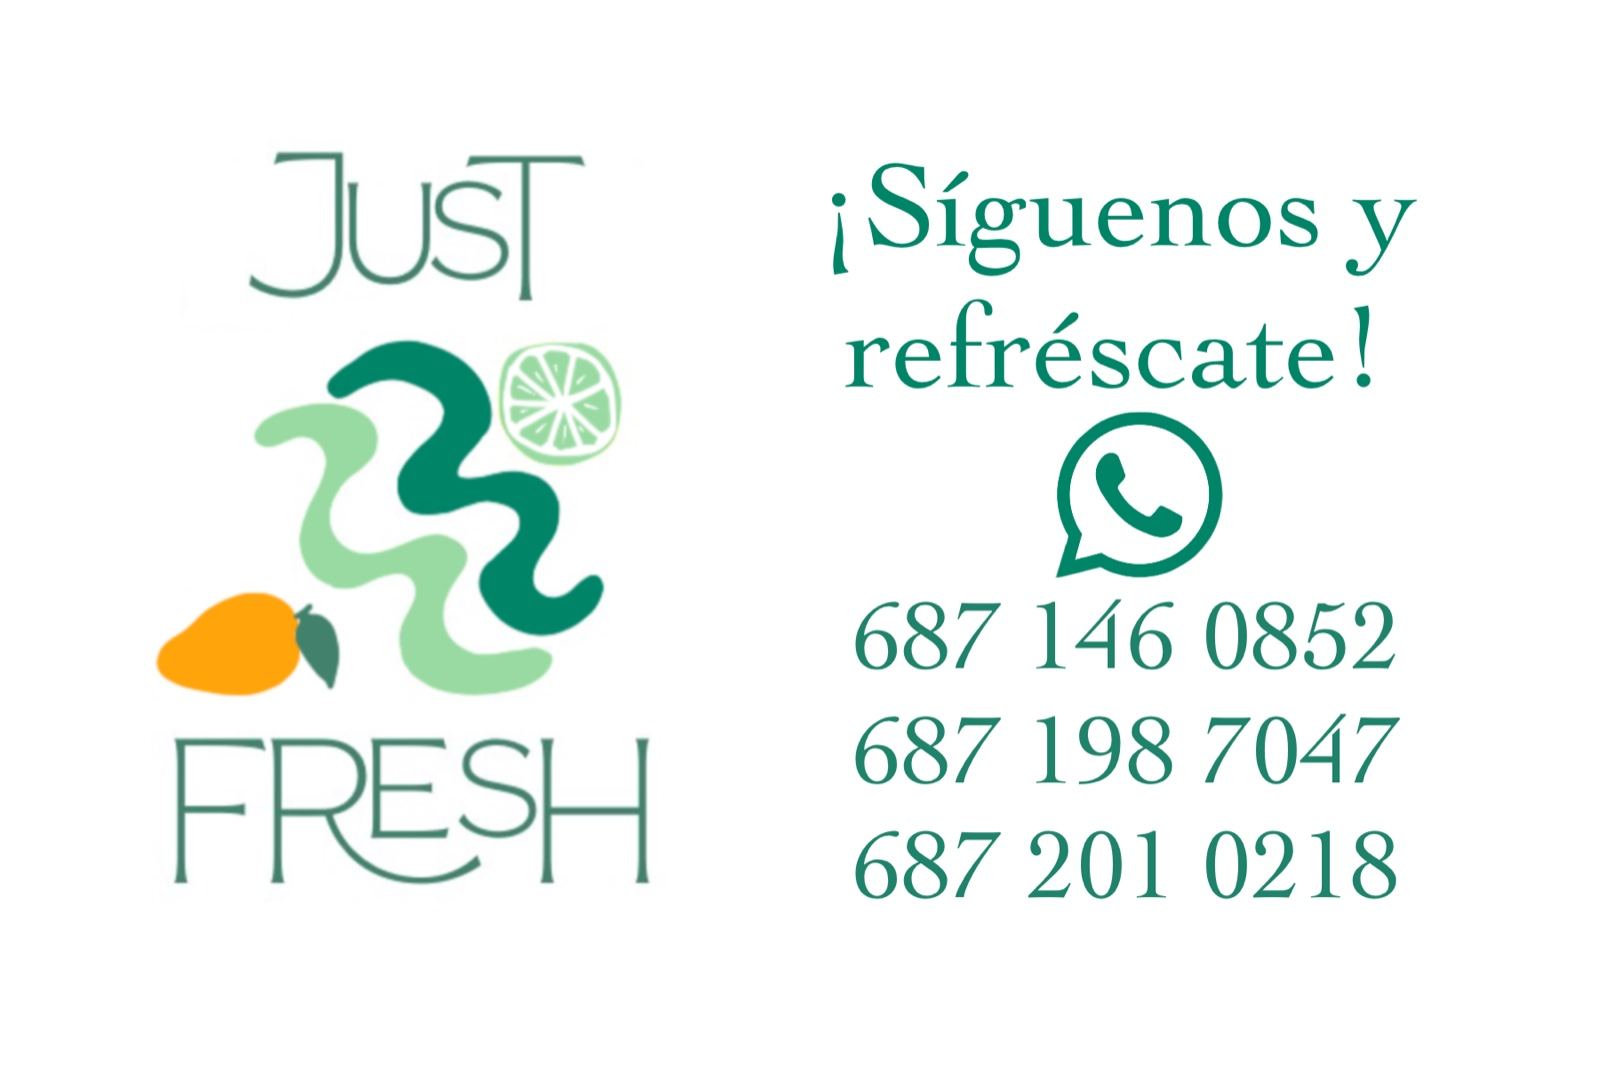 JUST
FRESH
¡Síguenos y
refréscate!
687 146 0852
687 198 7047
687 201 0218